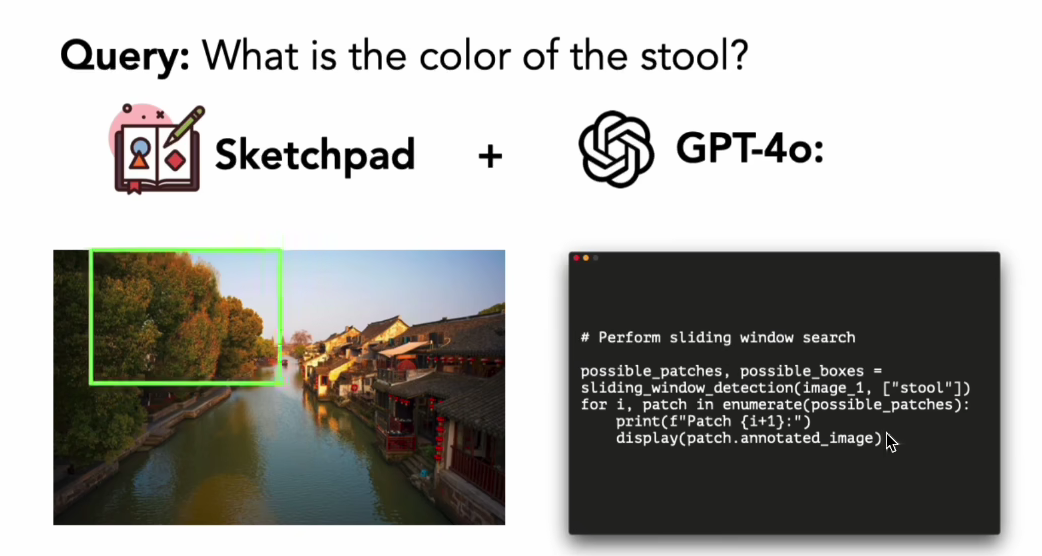 Query: What is the color of the stool?
Sketchpad + GPT-4o:
# Perform sliding window search
possible_patches, possible_boxes =
sliding_window_detection(image_1, ["stool"])
for i, patch in enumerate(possible_patches):
    print(f"Patch {i+1}:")
    display(patch.annotated_image)